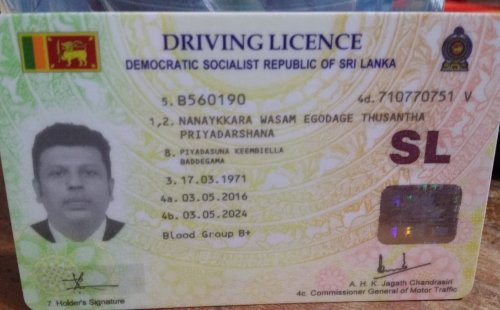 DRIVING LICENCE
DEMOCRATIC SOCIALIST REPUBLIC OF SRI LANKA
5. B560190 4d. 710770751 V
1,2. NANAYKKARA WASAM EGODAGE THUSANTHA
PRIYADARSHANA
8. PIYADASUNA KEEMBIELLA
BADDEGAMA
SL
3. 17.03.1971
4a. 03.05.2016
4b. 03.05.2024
Blood Group B+
A. H. K. Jagath Chandrasiri
7. Holder's Signature 4c. Commissioner General of Motor Traffic